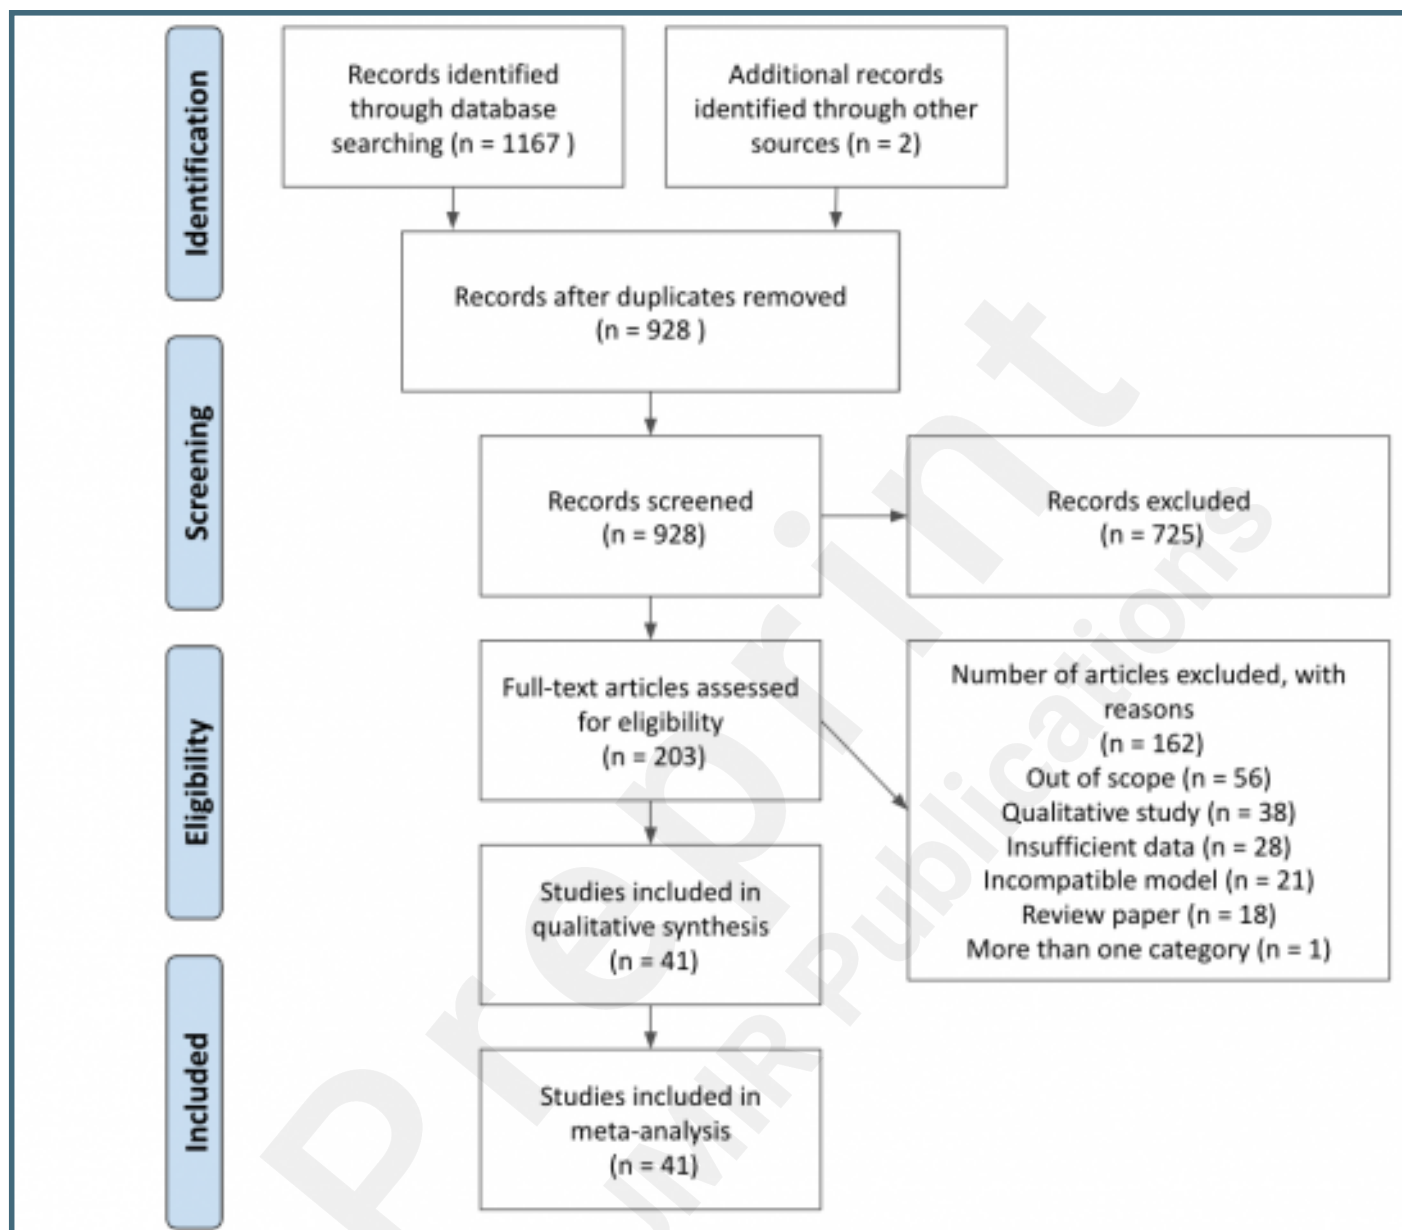 Identification
Records identified
through database
searching (n = 1167 )
Additional records
identified through other
sources (n = 2)
Records after duplicates removed
(n = 928 )
Screening
Records screened
(n = 928)
Records excluded
(n = 725)
Eligibility
Full-text articles assessed
for eligibility
(n = 203)
Number of articles excluded, with
reasons
(n = 162)
Out of scope (n = 56)
Qualitative study (n = 38)
Insufficient data (n = 28)
Incompatible model (n = 21)
Review paper (n = 18)
More than one category (n = 1)
Studies included in
qualitative synthesis
(n = 41)
Included
Studies included in
meta-analysis
(n = 41)
Preprint
JMIR Publications